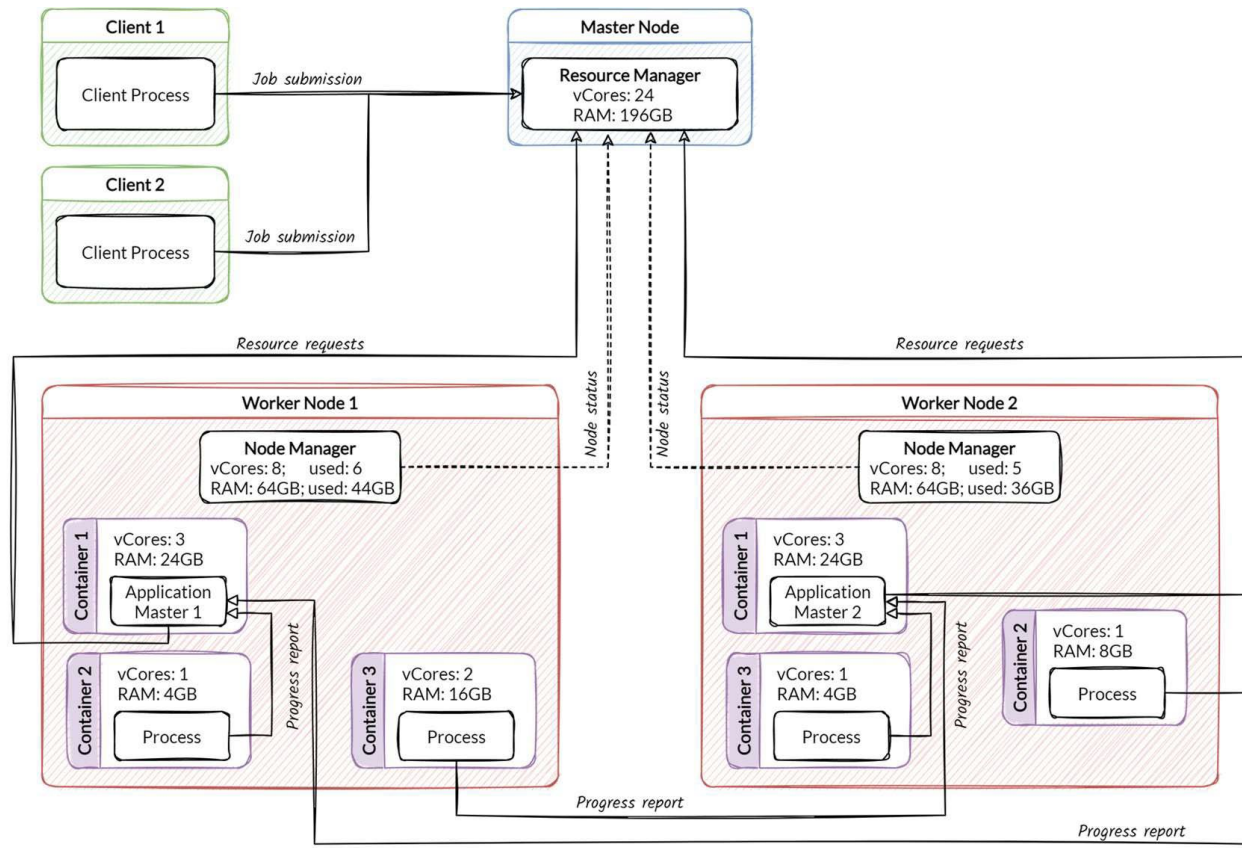 Client 1
Client Process
Job submission
Master Node
Resource Manager
vCores: 24
RAM: 196GB
Client 2
Client Process
Job submission
Resource requests
Resource requests
Node status
Node status
Worker Node 1
Node Manager
vCores: 8; used: 6
RAM: 64GB; used: 44GB
Container 1
vCores: 3
RAM: 24GB
Application
Master 1
Container 2
vCores: 1
RAM: 4GB
Process
Progress report
Container 3
vCores: 2
RAM: 16GB
Process
Worker Node 2
Node Manager
vCores: 8; used: 5
RAM: 64GB; used: 36GB
Container 1
vCores: 3
RAM: 24GB
Application
Master 2
Container 3
vCores: 1
RAM: 4GB
Process
Progress report
Container 2
vCores: 1
RAM: 8GB
Process
Progress report
Progress report